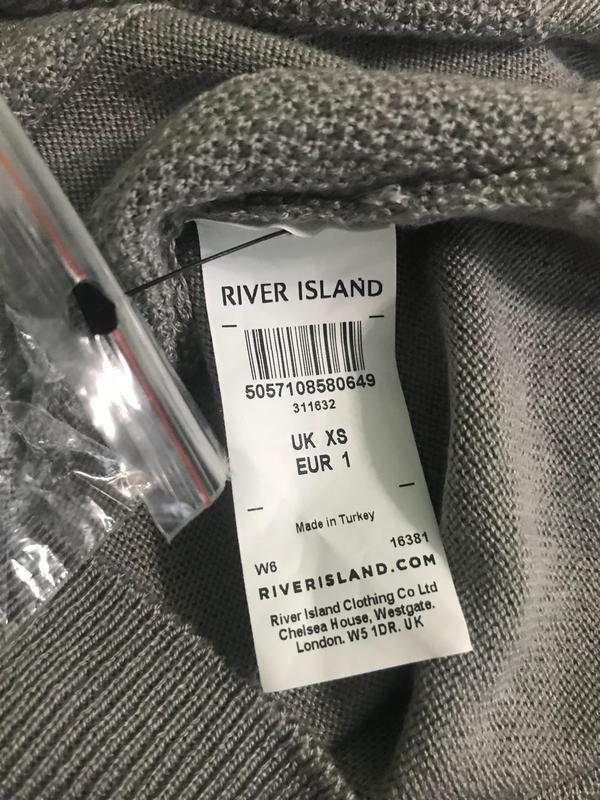 RIVER ISLAND
5057108580649
311632
UK XS
EUR 1
Made in Turkey
W6 16381
RIVERISLAND.COM
River Island Clothing Co Ltd
Chelsea House, Westgate.
London. W5 1DR. UK